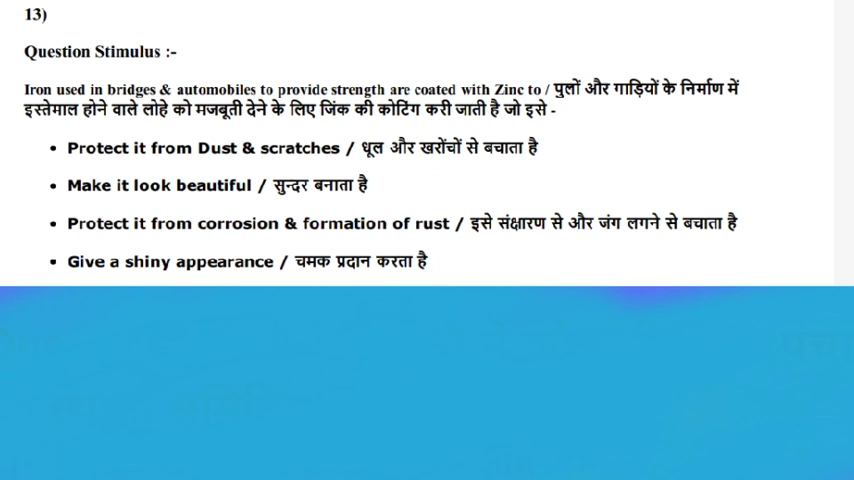 13)
Question Stimulus :-
Iron used in bridges & automobiles to provide strength are coated with Zinc to / पुलों और गाड़ियों के निर्माण में
इस्तेमाल होने वाले लोहे को मजबूती देने के लिए जिंक की कोटिंग करी जाती है जो इसे -
• Protect it from Dust & scratches / धूल और खरोंचों से बचाता है
• Make it look beautiful / सुन्दर बनाता है
• Protect it from corrosion & formation of rust / इसे संक्षारण से और जंग लगने से बचाता है
• Give a shiny appearance / चमक प्रदान करता है